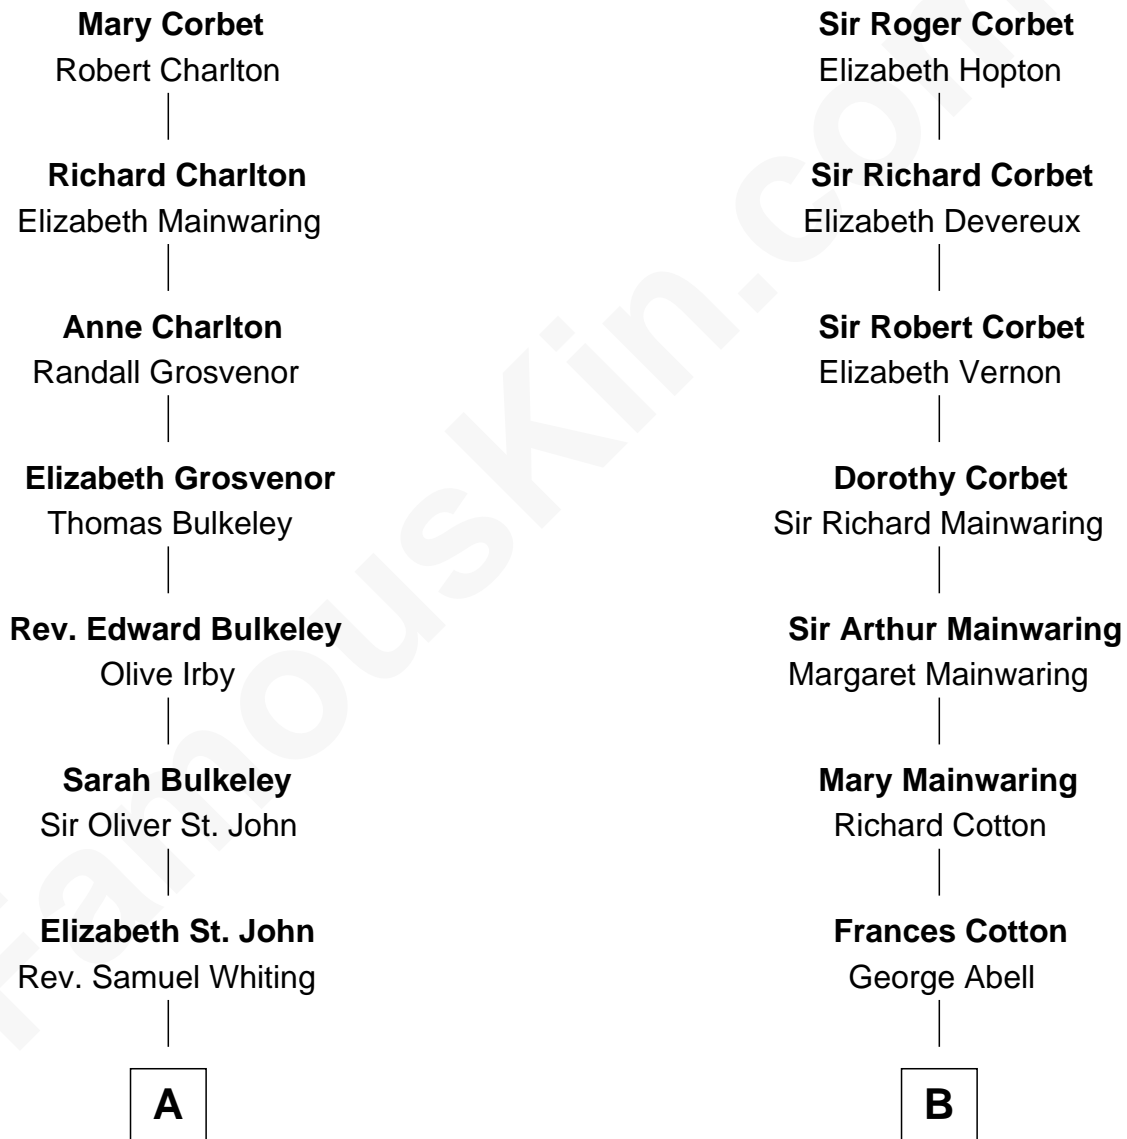 Mary Corbet
Robert Charlton
Richard Charlton
Elizabeth Mainwaring
Anne Charlton
Randall Grosvenor
Elizabeth Grosvenor
Thomas Bulkeley
Rev. Edward Bulkeley
Olive Irby
Sarah Bulkeley
Sir Oliver St. John
Elizabeth St. John
Rev. Samuel Whiting
A
Sir Roger Corbet
Elizabeth Hopton
Sir Richard Corbet
Elizabeth Devereux
Sir Robert Corbet
Elizabeth Vernon
Dorothy Corbet
Sir Richard Mainwaring
Sir Arthur Mainwaring
Margaret Mainwaring
Mary Mainwaring
Richard Cotton
Frances Cotton
George Abell
B
FamousKin.com